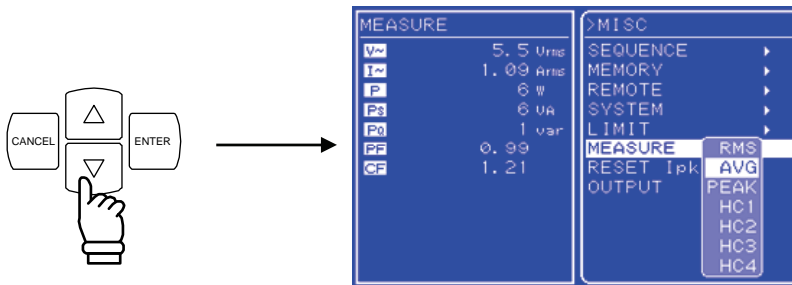 CANCEL
ENTER
MEASURE
V~ 5.5 Vrms
I~ 1.09 Arms
P 6 W
PS 6 VA
PQ 1 var
PF 0.99
CF 1.21
>MISC
SEQUENCE
MEMORY
REMOTE
SYSTEM
LIMIT
MEASURE RMS
RESET Ipk AVG
OUTPUT PEAK
HC1
HC2
HC3
HC4